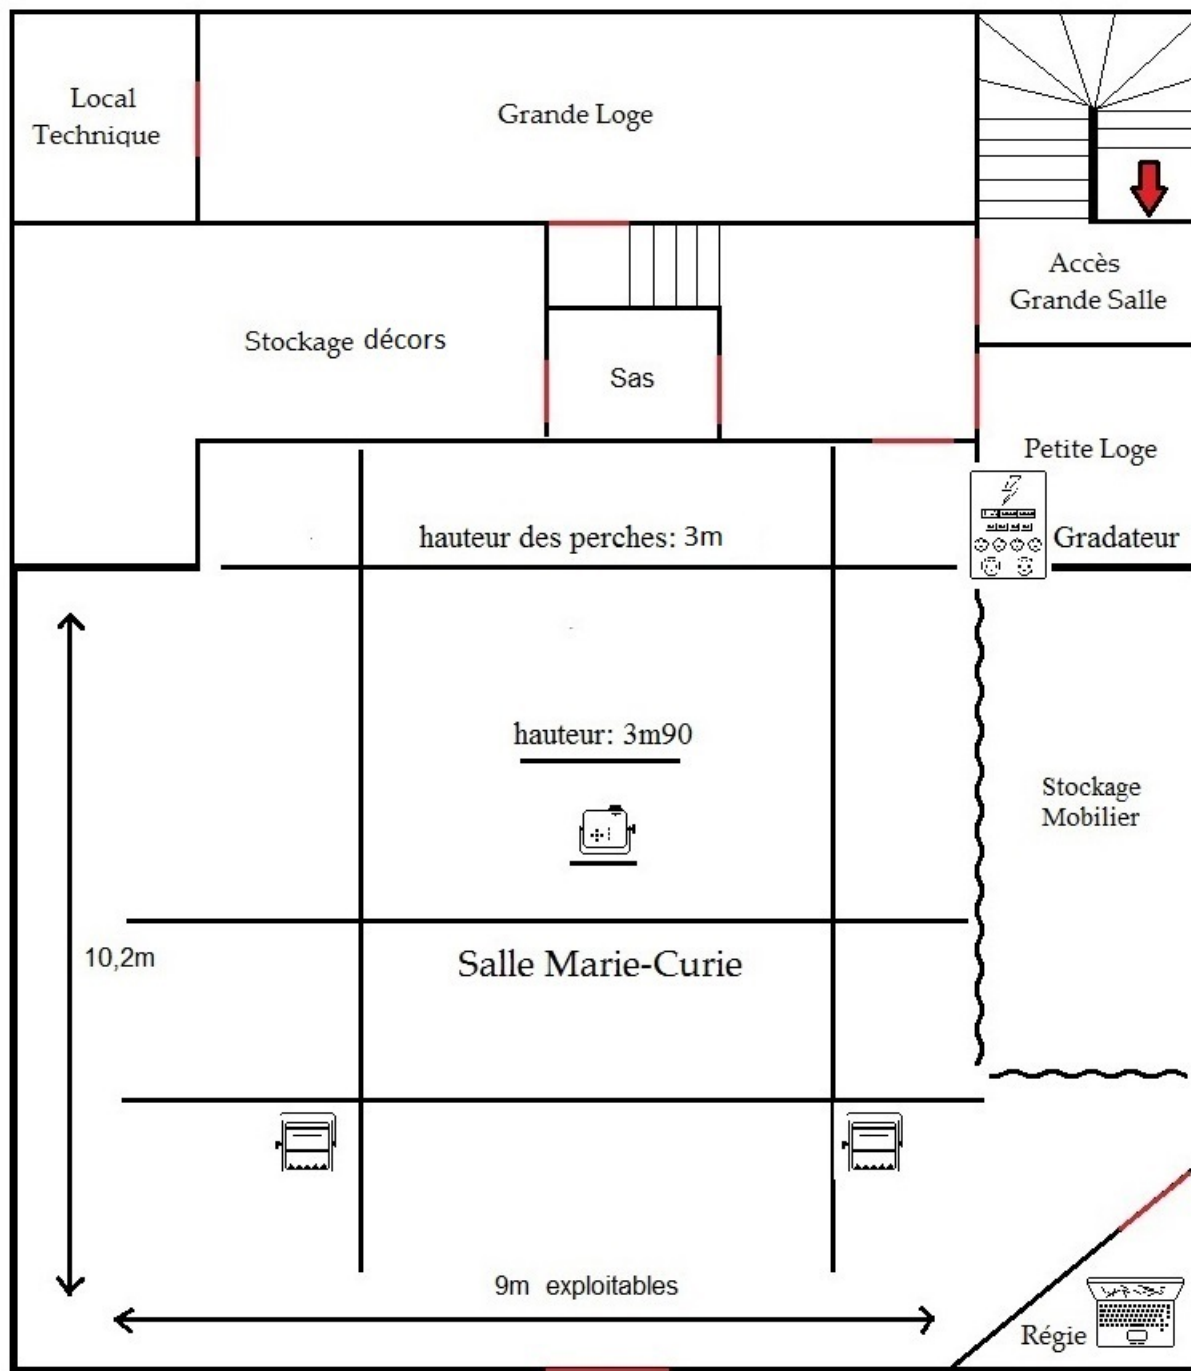 Local
Technique
Grande Loge
Accès
Grande Salle
Stockage décors
Sas
Petite Loge
hauteur des perches: 3m
Gradateur
hauteur: 3m90
Stockage
Mobilier
10,2m
Salle Marie-Curie
9m exploitables
Régie